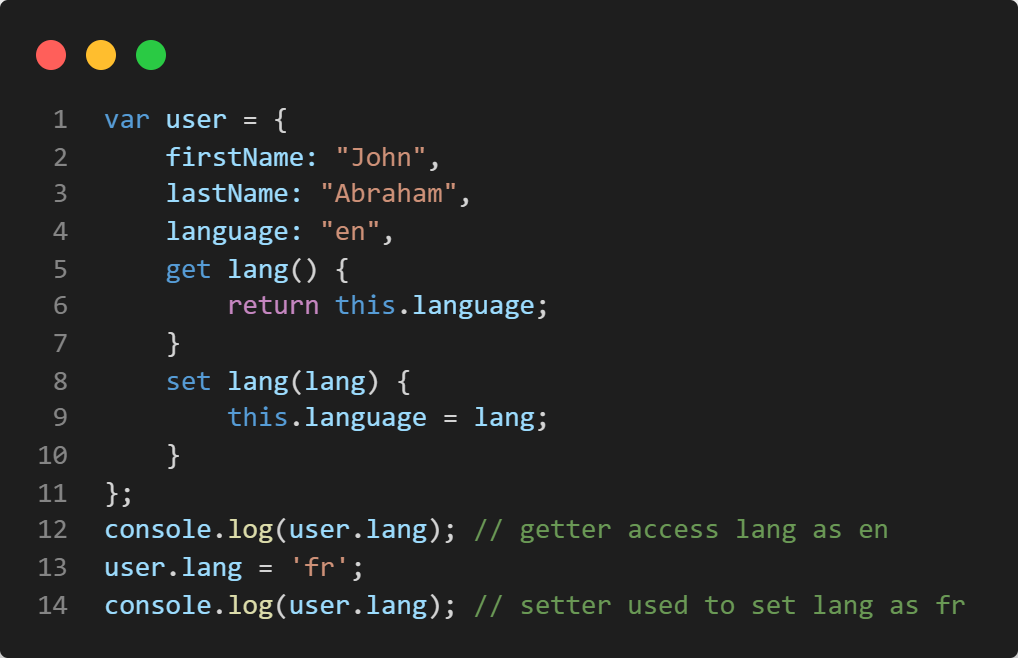 1 var user = {
2     firstName: "John",
3     lastName: "Abraham",
4     language: "en",
5     get lang() {
6         return this.language;
7     }
8     set lang(lang) {
9         this.language = lang;
10     }
11 };
12 console.log(user.lang); // getter access lang as en
13 user.lang = 'fr';
14 console.log(user.lang); // setter used to set lang as fr